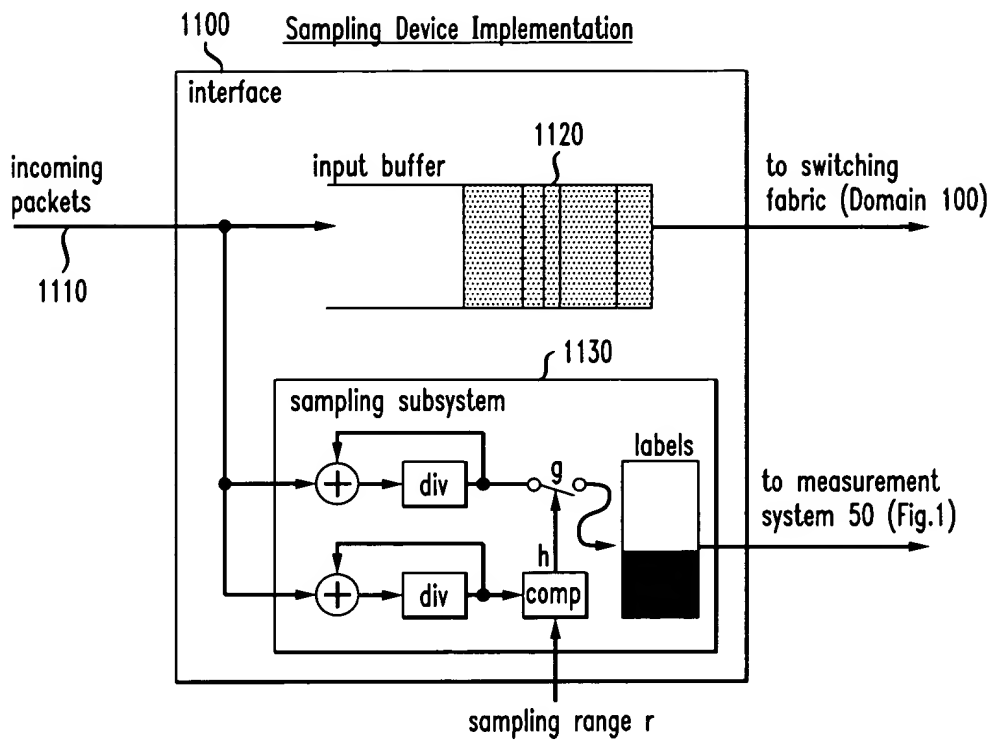 Sampling Device Implementation
1100
interface
1120
incoming
packets
input buffer
to switching
fabric (Domain 100)
1110
1130
sampling subsystem
labels
+
div
g
to measurement
system 50 (Fig.1)
h
+
div
comp
sampling range r